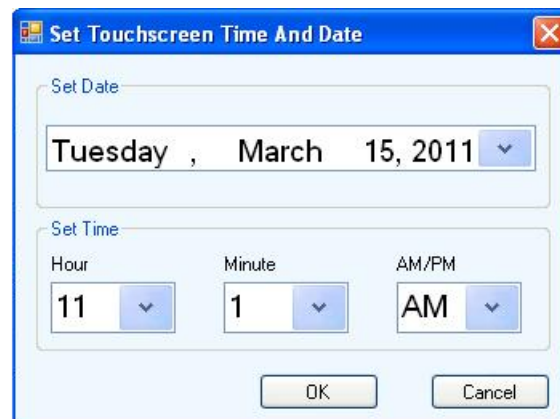 Set Touchscreen Time And Date
Set Date
Tuesday , March 15, 2011
Set Time
Hour Minute AM/PM
11 1 AM
OK Cancel